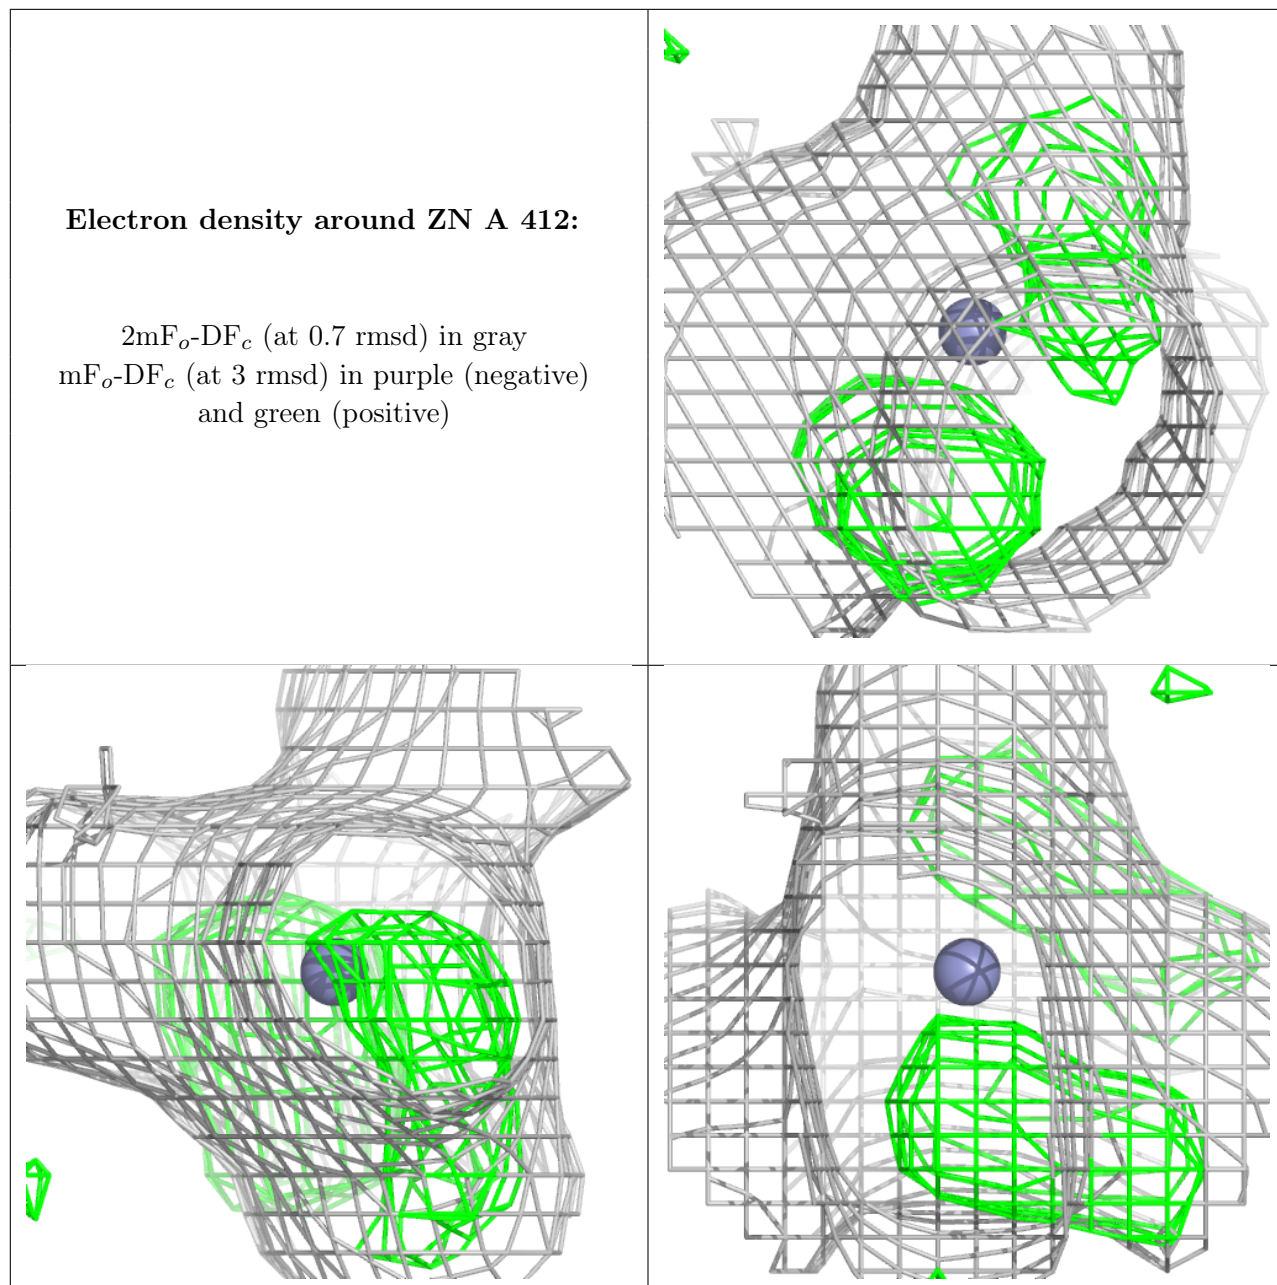 Electron density around ZN A 412:
2mFo-DFc (at 0.7 rmsd) in gray
mFo-DFc (at 3 rmsd) in purple (negative)
and green (positive)